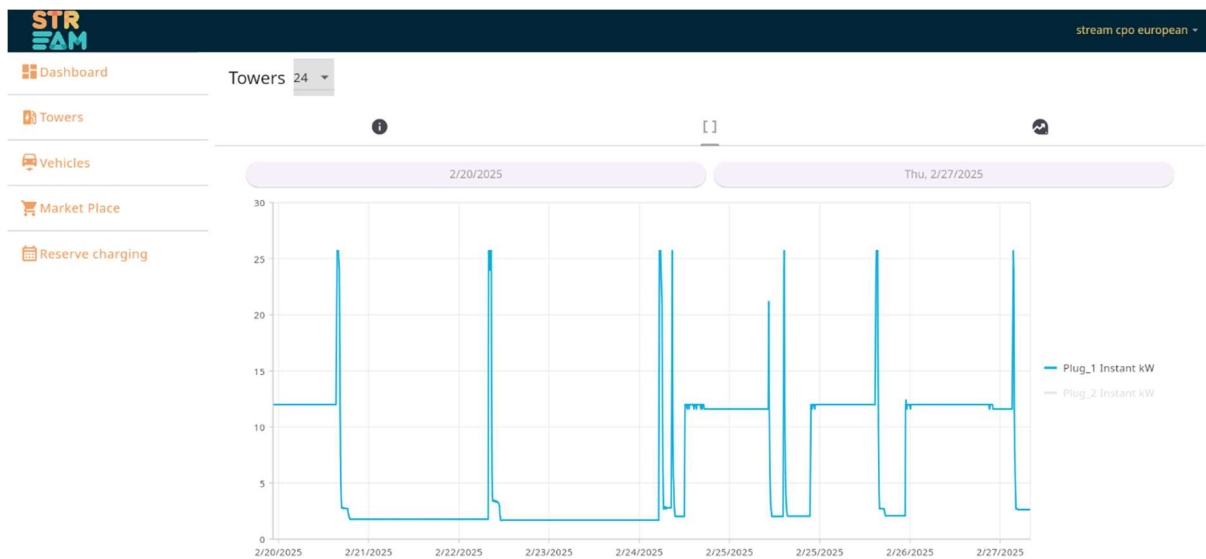 STR
EAM
stream cpo european
Dashboard
Towers
Vehicles
Market Place
Reserve charging
Towers 24
[ ]
2/20/2025
Thu, 2/27/2025
30
25
20
15
10
5
0
2/20/2025
2/21/2025
2/22/2025
2/23/2025
2/24/2025
2/25/2025
2/25/2025
2/26/2025
2/27/2025
Plug_1 Instant kW
Plug_2 Instant kW